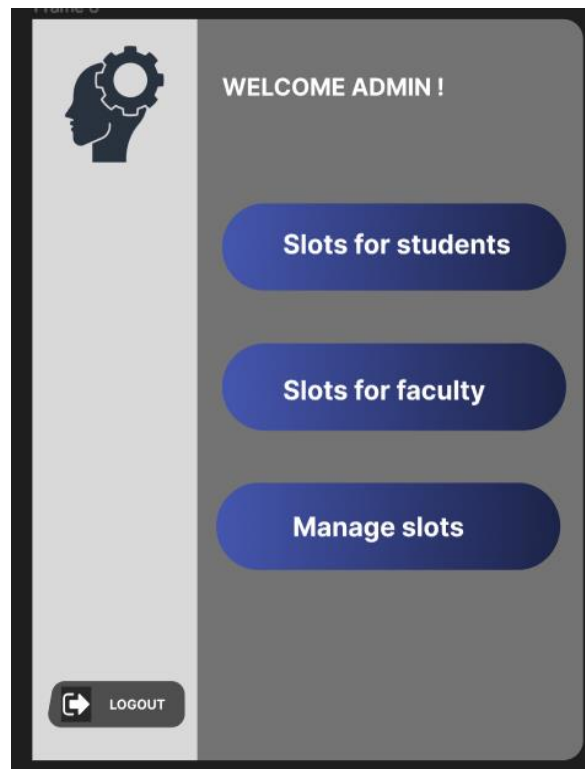 WELCOME ADMIN !
Slots for students
Slots for faculty
Manage slots
LOGOUT